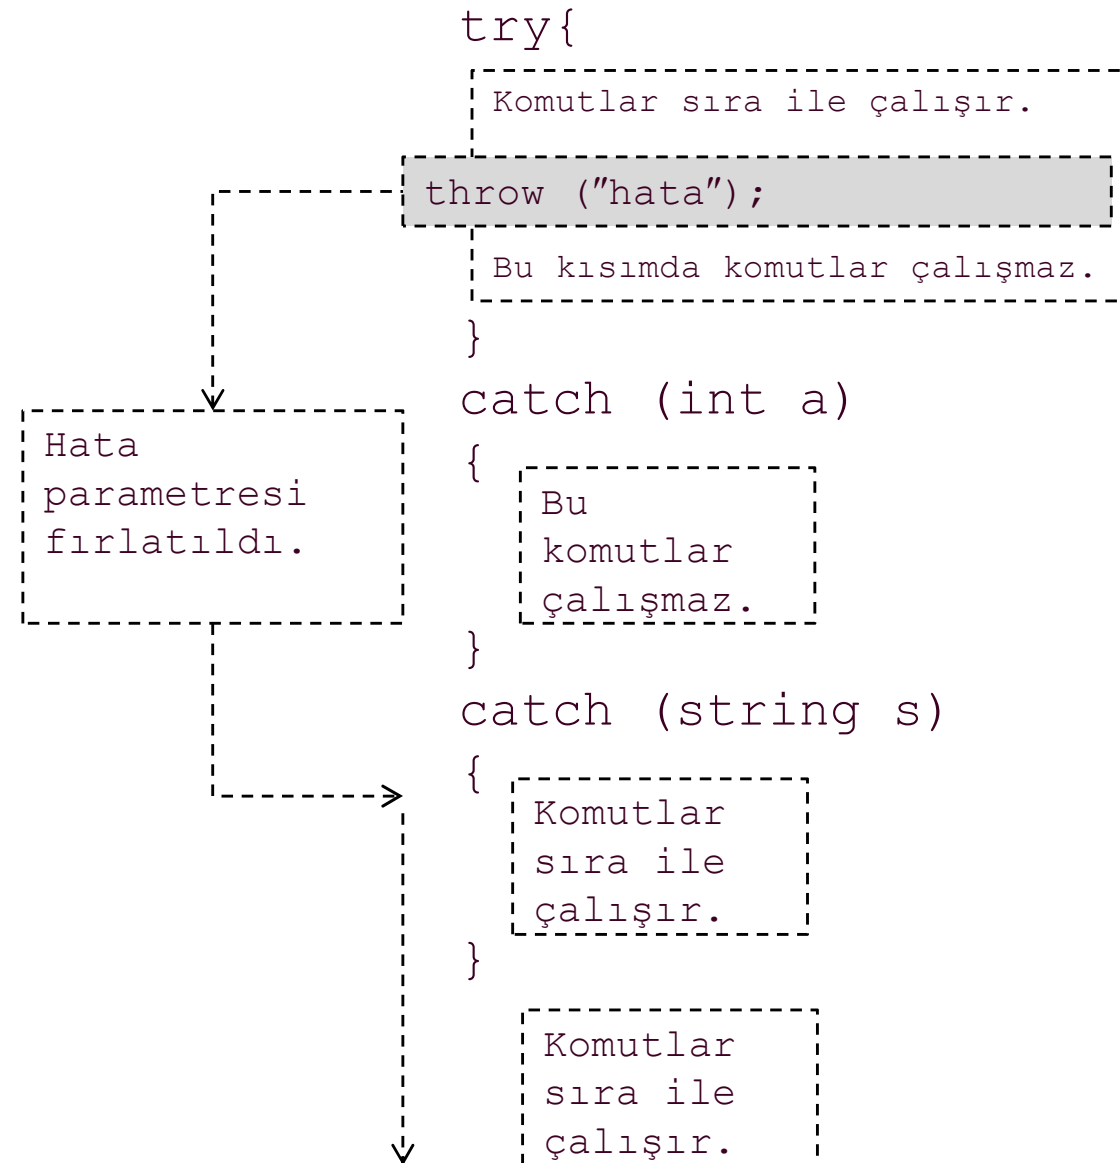 try{
Komutlar sıra ile çalışır.
throw (″hata″);
Bu kısımda komutlar çalışmaz.
}
catch (int a)
Hata
parametresi
fırlatıldı.
{
Bu
komutlar
çalışmaz.
}
catch (string s)
{
Komutlar
sıra ile
çalışır.
}
Komutlar
sıra ile
çalışır.